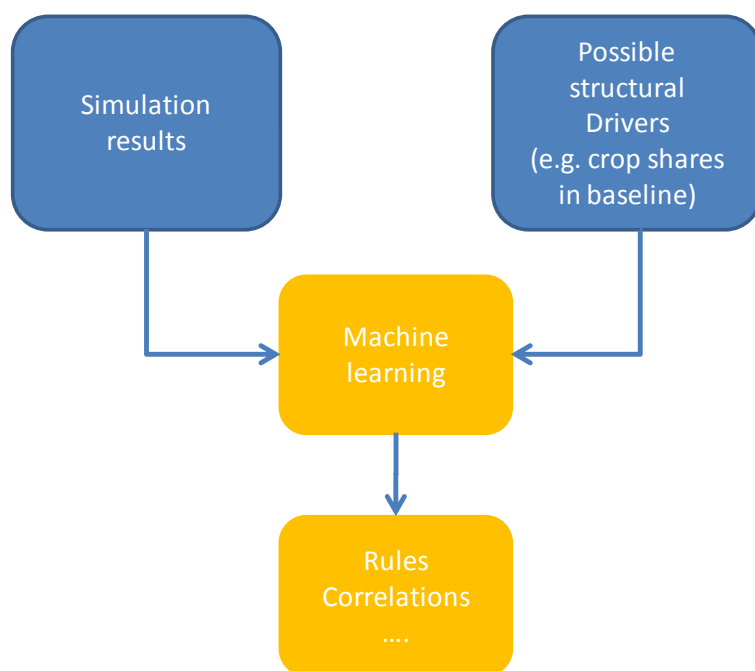 Simulation
results
Possible
structural
Drivers
(e.g. crop shares
in baseline)
Machine
learning
Rules
Correlations
....